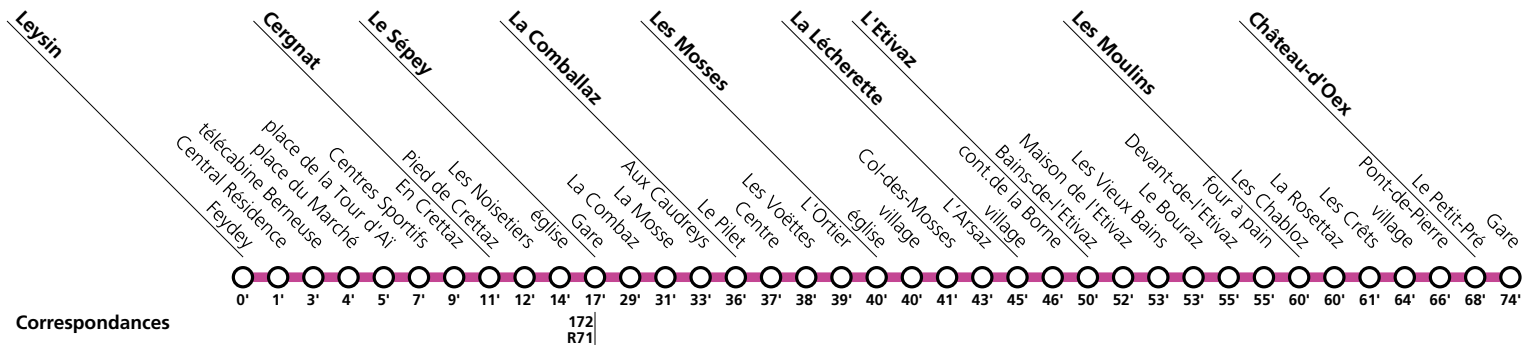 Leysin
Cergnat
Le Sépey
La Comballaz
Les Mosses
La Lécherette
L'Etivaz
Les Moulins
Château-d'Oex
Feydey
Central Résidence
télécabine Berneuse
place du Marché
place de la Tour d'Aï
Centres Sportifs
En Crettaz
Pied de Crettaz
Les Noisetiers
église
Gare
La Combaz
La Mosse
Aux Caudreys
Le Pilet
Centre
Les Voëttes
L'Ortier
église
village
Col-des-Mosses
L'Arsaz
village
cont.de la Borne
Bains-de-l'Etivaz
Maison de l'Etivaz
Les Vieux Bains
Le Bouraz
Devant-de-l'Etivaz
four à pain
Les Chabloz
La Rosettaz
Les Crêts
village
Pont-de-Pierre
Le Petit-Pré
Gare
0' 1' 3' 4' 5' 7' 9' 11' 12' 14' 17' 29' 31' 33' 36' 37' 38' 39' 40' 40' 41' 43' 45' 46' 50' 52' 53' 53' 55' 55' 60' 60' 61' 64' 66' 68' 74'
Correspondances
172
R71